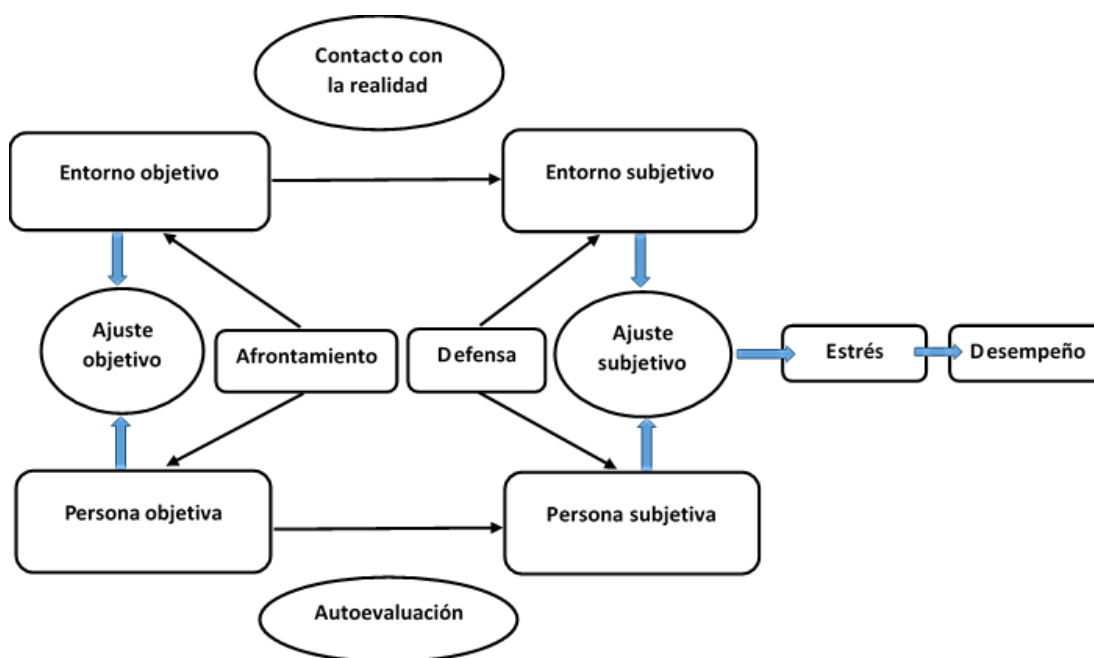 Contacto con
la realidad
Entorno objetivo
Entorno subjetivo
Ajuste
objetivo
Afrontamiento
Defensa
Ajuste
subjetivo
Estrés
Desempeño
Persona objetiva
Persona subjetiva
Autoevaluación